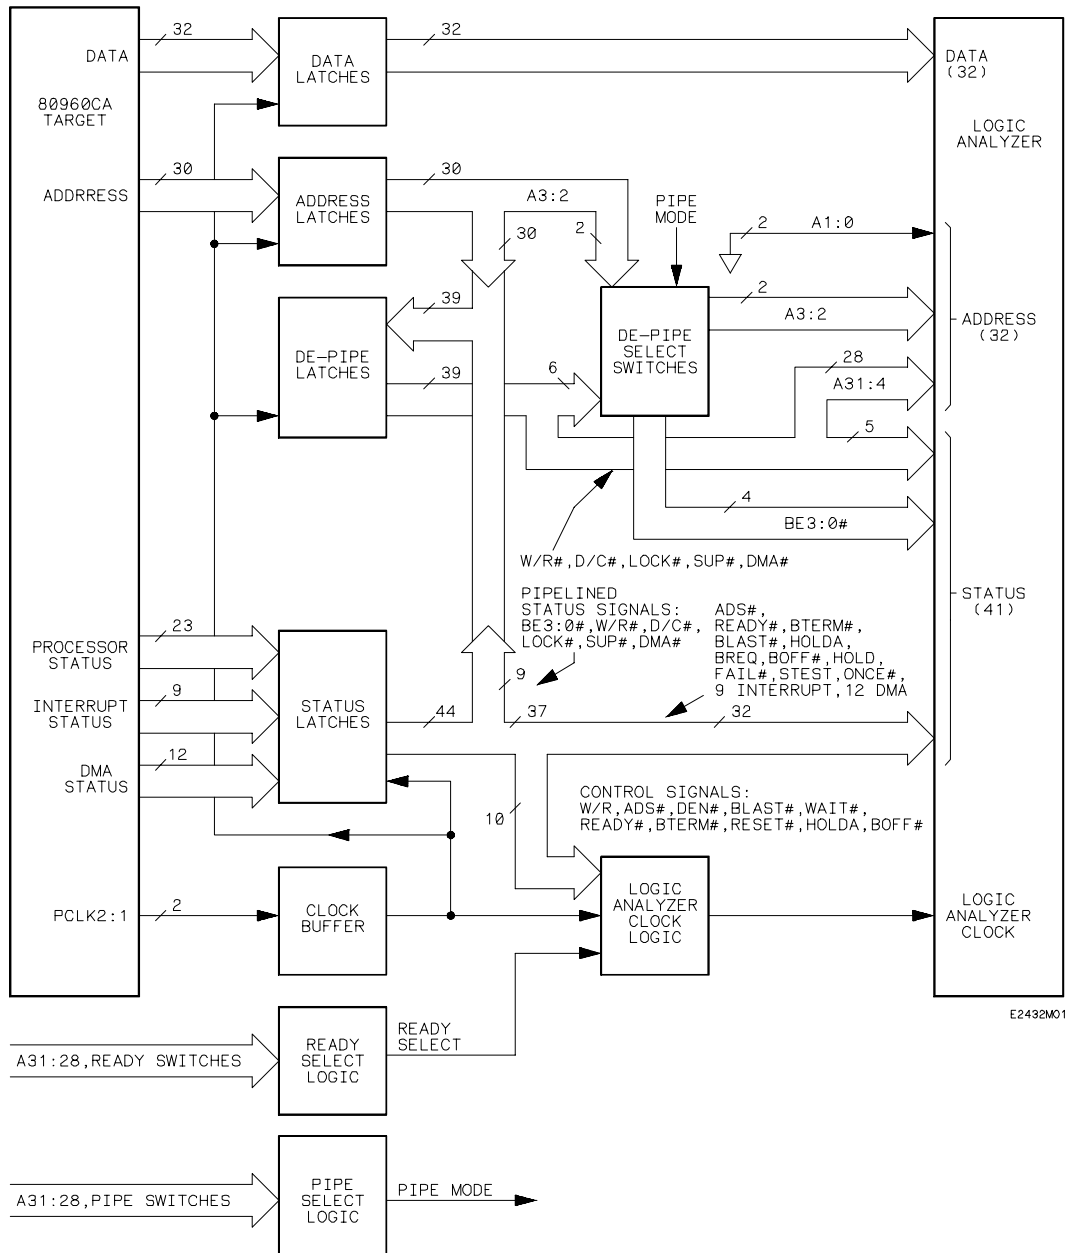 32
32
DATA
DATA
LATCHES
DATA
(32)
80960CA
TARGET
LOGIC
ANALYZER
30
30
ADDRRESS
ADDRESS
LATCHES
A3:2
PIPE
MODE
30
2
2
A1:0
39
2
A3:2
ADDRESS
(32)
DE-PIPE
LATCHES
DE-PIPE
SELECT
SWITCHES
39
6
28
A31:4
5
4
BE3:0#
W/R#,D/C#,LOCK#,SUP#,DMA#
PIPELINED
STATUS SIGNALS:
BE3:0#,W/R#,D/C#,
LOCK#,SUP#,DMA#
ADS#,
READY#,BTERM#,
BLAST#,HOLDA,
BREQ,BOFF#,HOLD,
FAIL#,STEST,ONCE#,
9 INTERRUPT,12 DMA
STATUS
(41)
23
PROCESSOR
STATUS
9
INTERRUPT
STATUS
12
DMA
STATUS
STATUS
LATCHES
44
9
37
32
10
CONTROL SIGNALS:
W/R,ADS#,DEN#,BLAST#,WAIT#,
READY#,BTERM#,RESET#,HOLDA,BOFF#
PCLK2:1
2
CLOCK
BUFFER
LOGIC
ANALYZER
CLOCK
LOGIC
LOGIC
ANALYZER
CLOCK
E2432M01
A31:28,READY SWITCHES
READY
SELECT
LOGIC
READY
SELECT
A31:28,PIPE SWITCHES
PIPE
SELECT
LOGIC
PIPE MODE